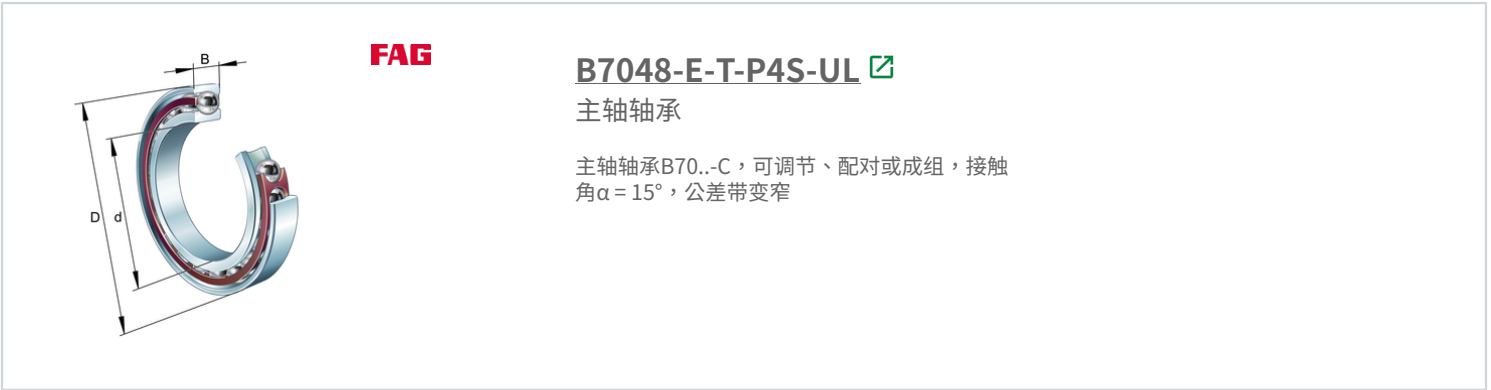 B
D
d
FAG
B7048-E-T-P4S-UL
主轴轴承
主轴轴承B70..-C，可调节、配对或成组，接触
角α = 15°，公差带变窄